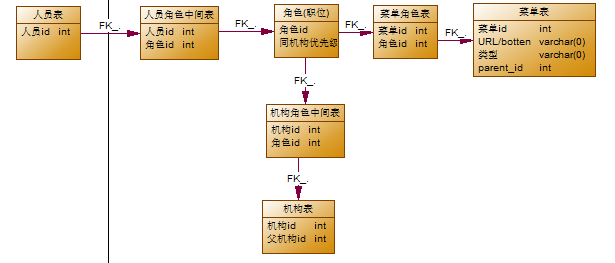 人员表
人员id int
FK_.
人员角色中间表
人员id int
角色id int
FK_.
角色(职位)
角色id
同机构优先级
FK_.
菜单角色表
菜单id int
角色id int
FK_.
菜单表
菜单id int
URL/botten varchar(0)
类型 varchar(0)
parent_id int
FK_.
机构角色中间表
机构id int
角色id int
FK_.
机构表
机构id int
父机构id int